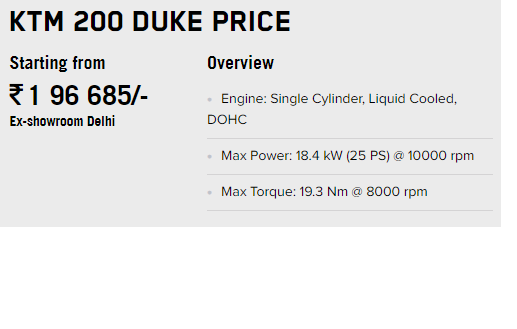 KTM 200 DUKE PRICE
Starting from
₹ 1 96 685/-
Ex-showroom Delhi
Overview
Engine: Single Cylinder, Liquid Cooled,
DOHC
Max Power: 18.4 kW (25 PS) @ 10000 rpm
Max Torque: 19.3 Nm @ 8000 rpm